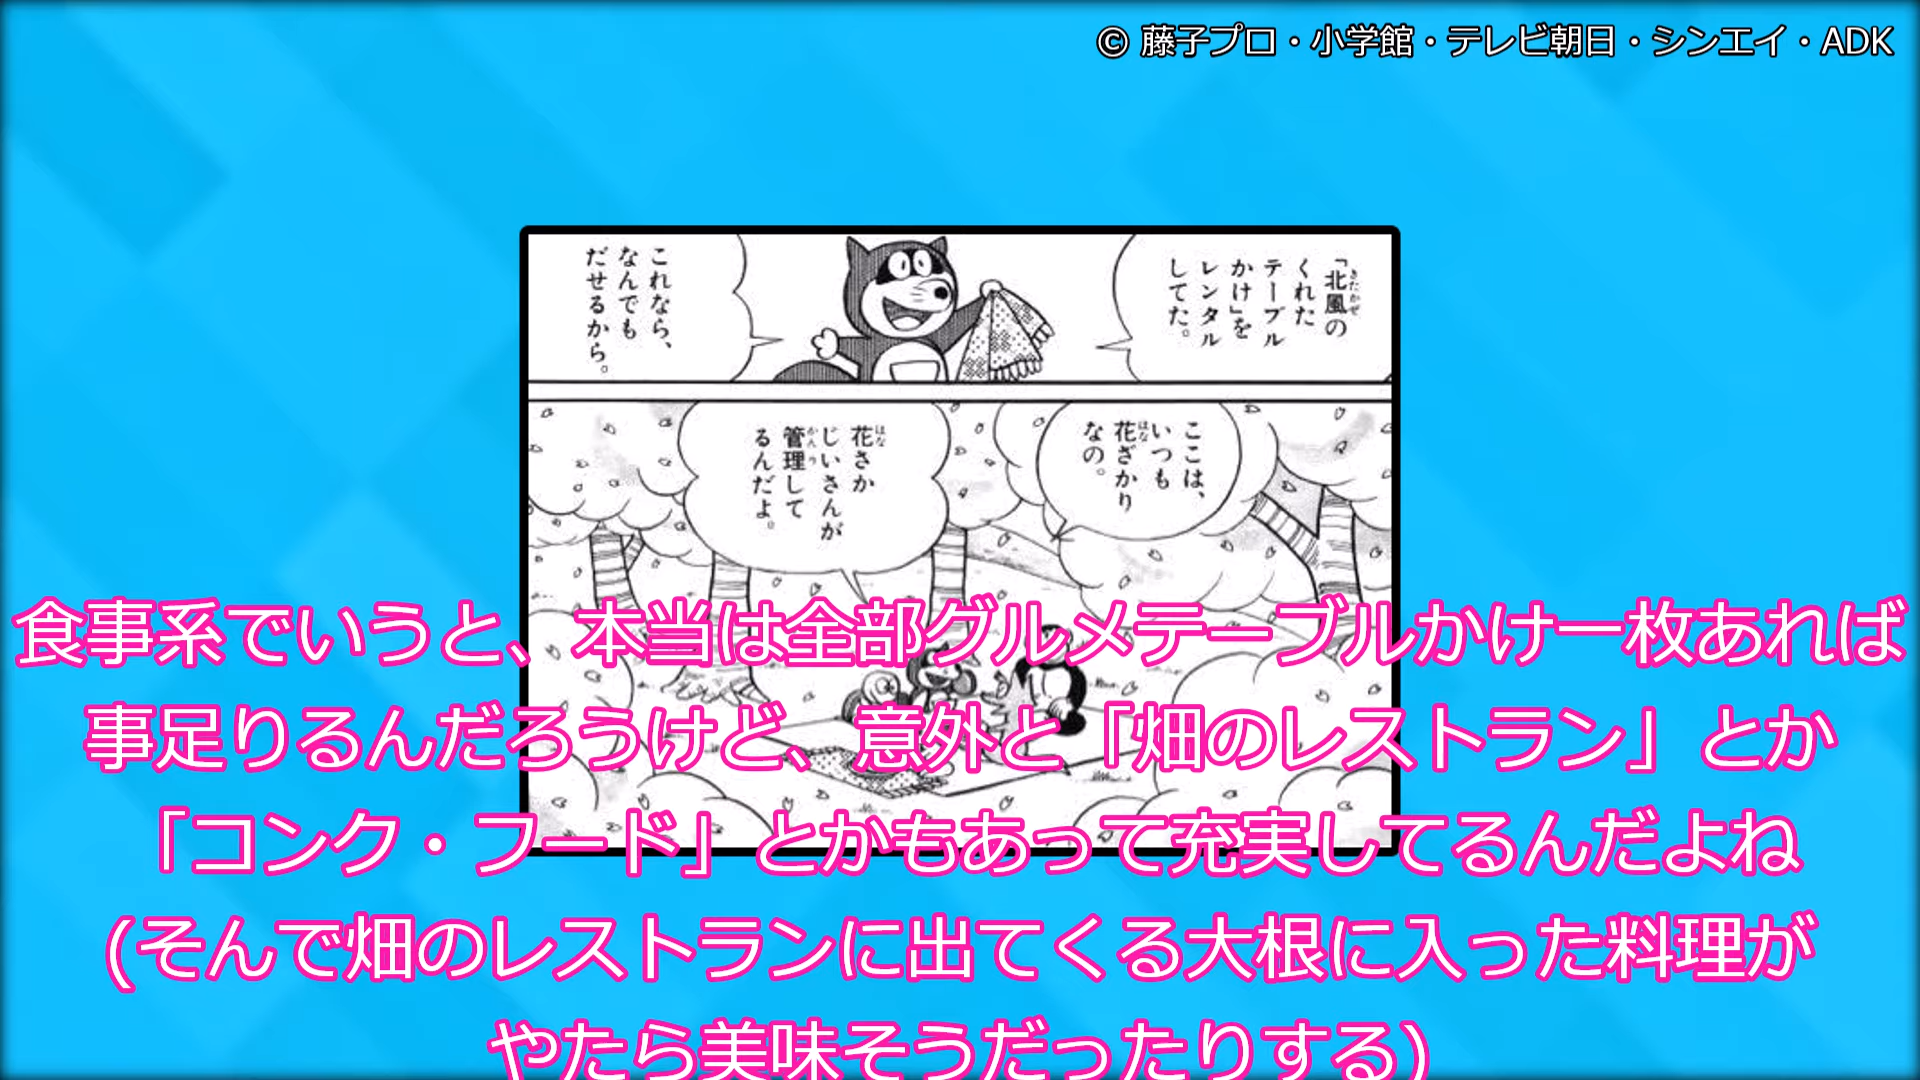 © 藤子プロ・小学館・テレビ朝日・シンエイ・ADK
「北風の
くれた
テーブル
かけ」を
レンタル
してた。
これなら、
なんでも
だせるから。
ここは、
いつも
花ざかり
なの。
花さか
じいさんが
管理して
るんだよ。
食事系でいうと、本当は全部グルメテーブルかけ一枚あれば
事足りるんだろうけど、意外と「畑のレストラン」とか
「コンク・フード」とかもあって充実してるんだよね
(そんで畑のレストランに出てくる大根に入った料理が
やたら美味そうだったりする)